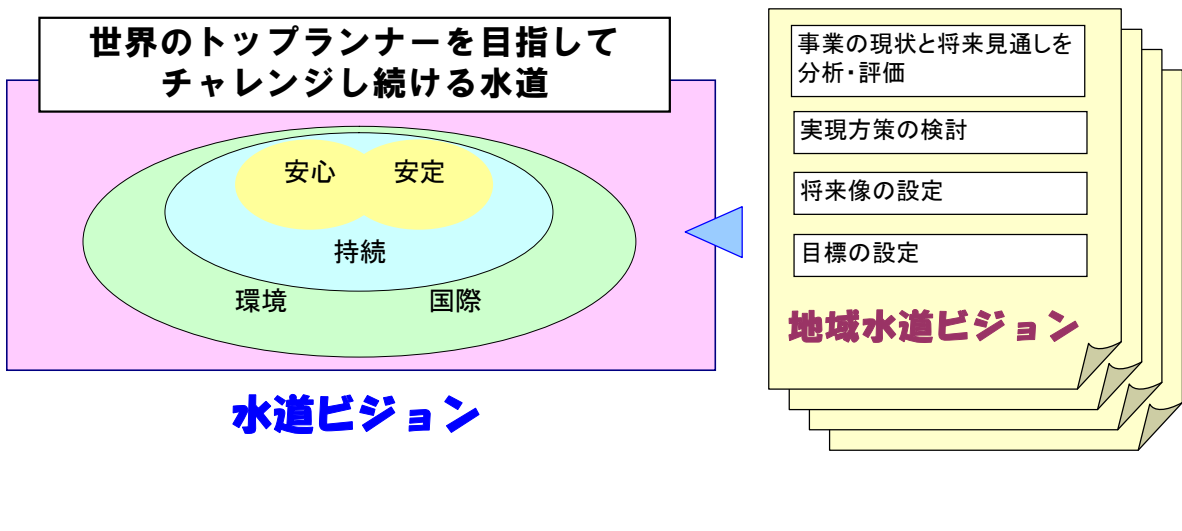 世界のトップランナーを目指して
チャレンジし続ける水道
安心
安定
持続
環境
国際
水道ビジョン
事業の現状と将来見通しを
分析・評価
実現方策の検討
将来像の設定
目標の設定
地域水道ビジョン